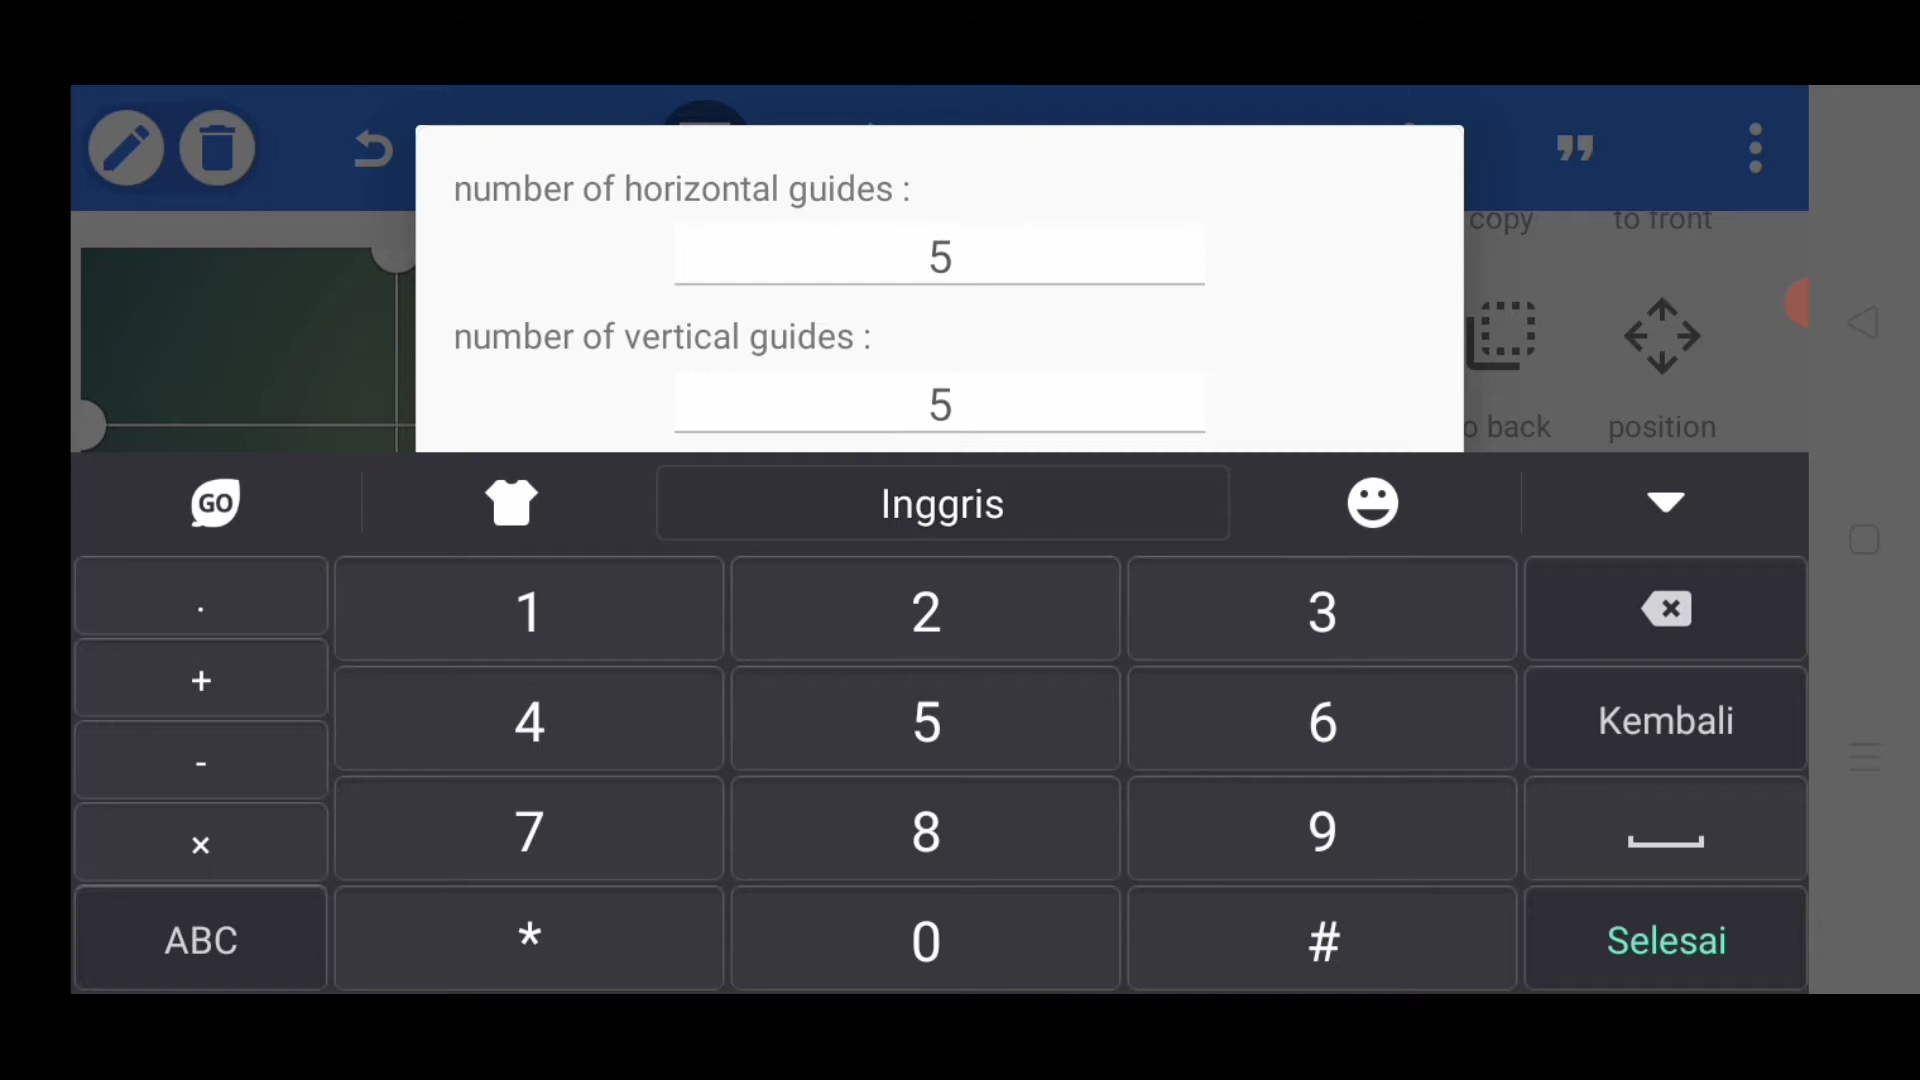 number of horizontal guides :
5
copy
to front
number of vertical guides :
5
o back
position
GO
Inggris
.
1
2
3
+
4
5
6
Kembali
-
7
8
9
×
ABC
*
0
#
Selesai